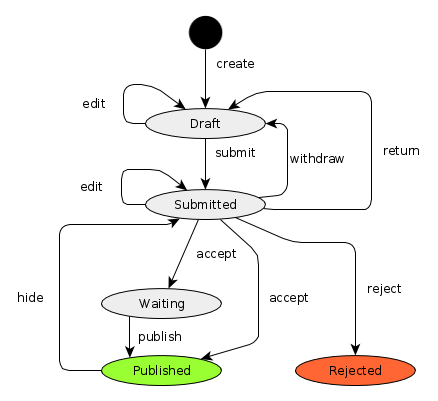 create
edit
Draft
submit
withdraw
return
edit
Submitted
accept
hide
Waiting
accept
reject
publish
Published
Rejected